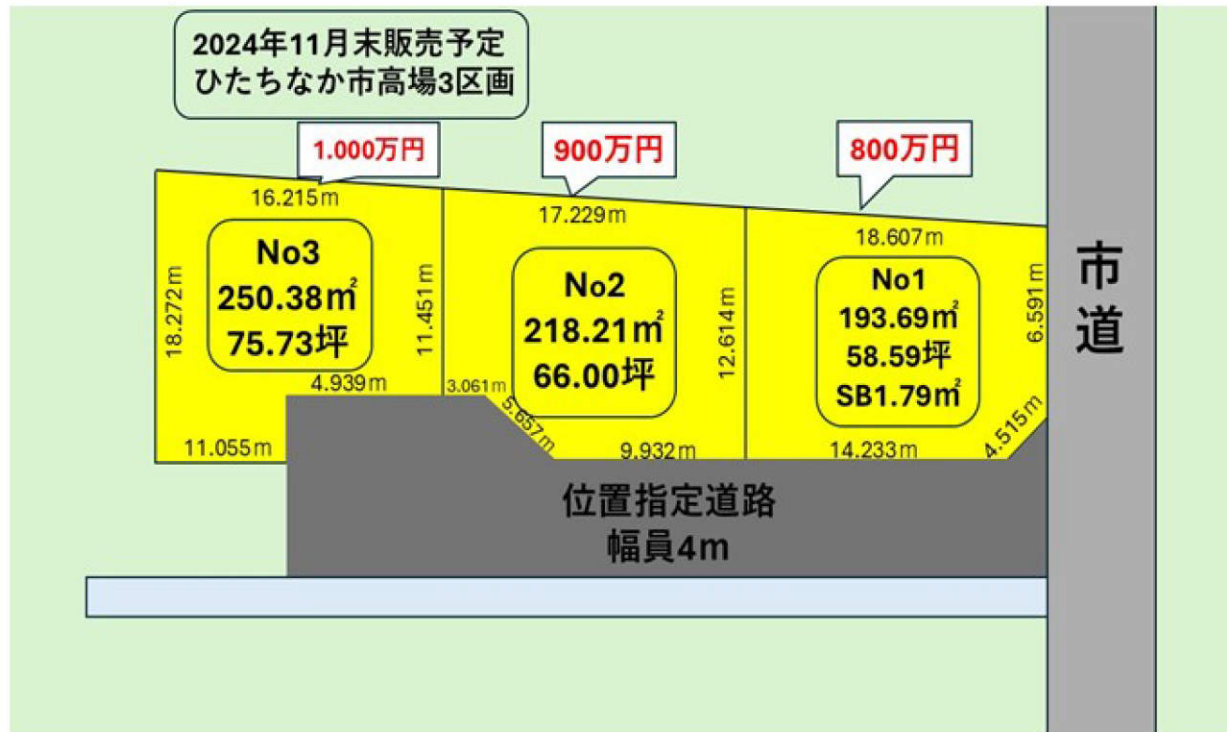 2024年11月末販売予定
ひたちなか市高場3区画
1.000万円
900万円
800万円
16.215m
17.229m
18.607m
No3
250.38㎡
75.73坪
18.272m
11.451m
4.939m
11.055m
No2
218.21㎡
66.00坪
12.614m
3.061m
5.657m
9.932m
No1
193.69㎡
58.59坪
SB1.79㎡
6.591m
4.515m
14.233m
市道
位置指定道路
幅員4m